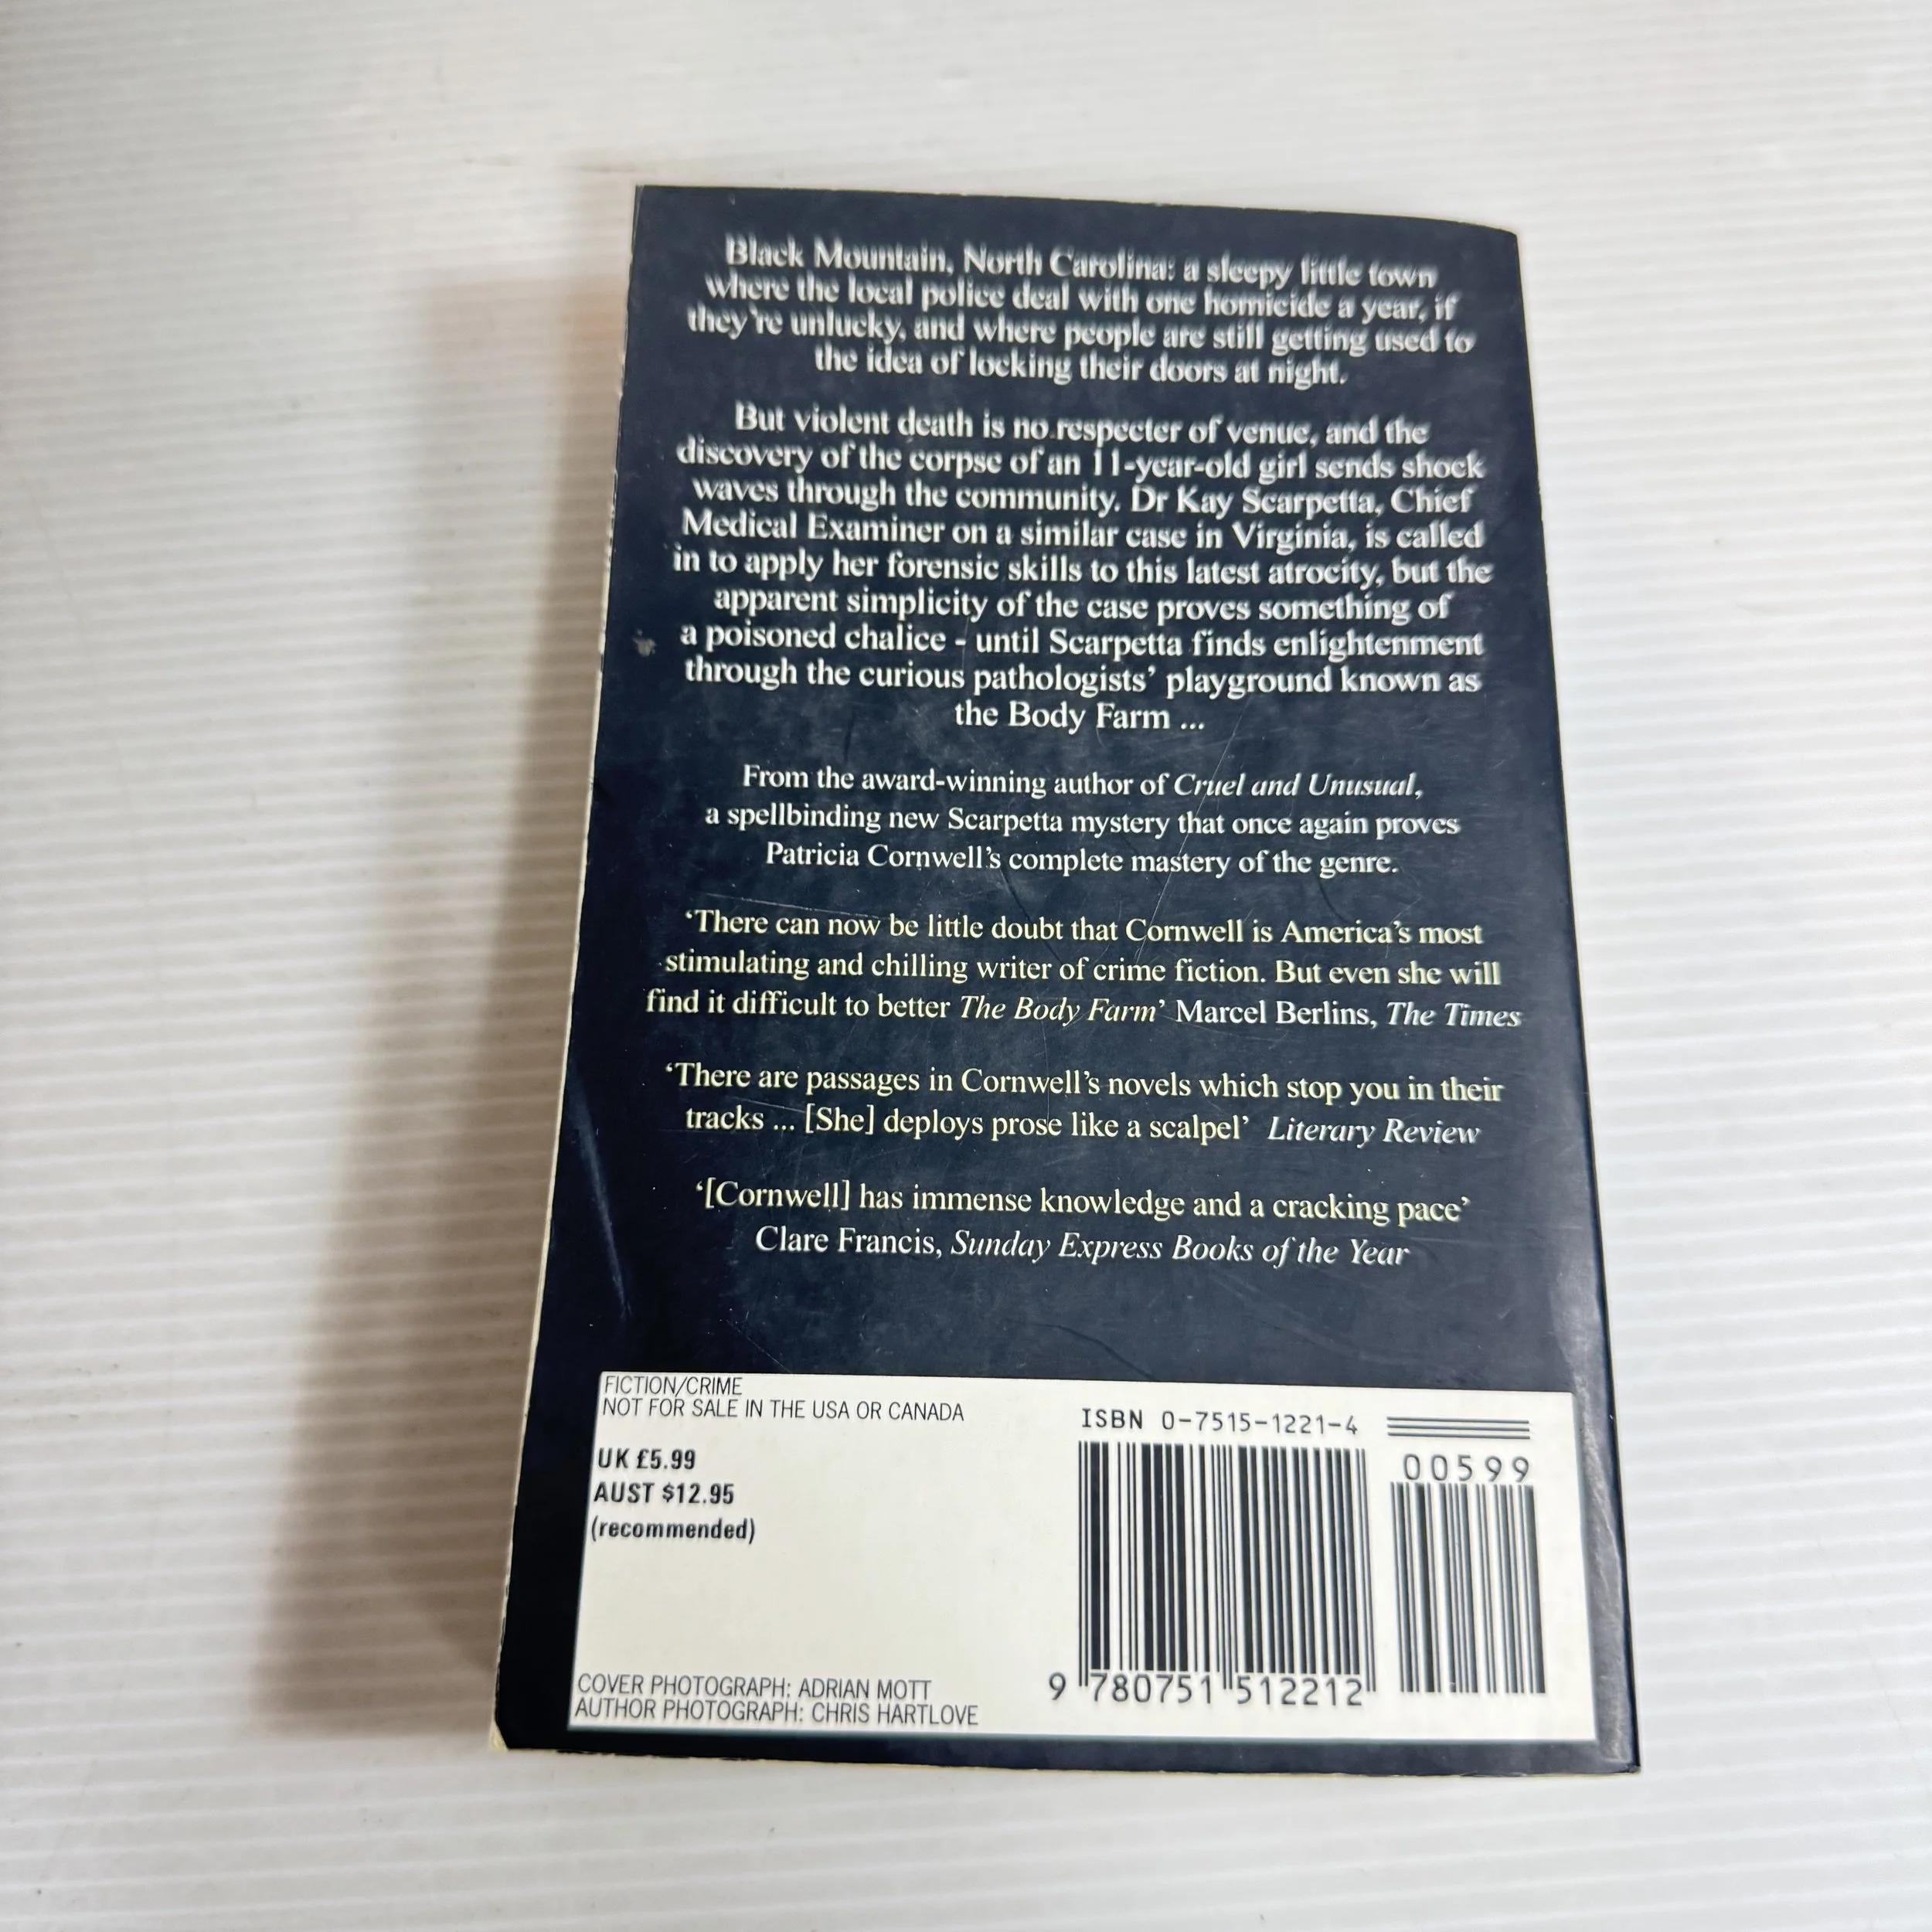 Black Mountain, North Carolina: a sleepy little town
where the local police deal with one homicide a year, if
they're unlucky, and where people are still getting used to
the idea of locking their doors at night.
But violent death is no respecter of venue, and the
discovery of the corpse of an 11-year-old girl sends shock
waves through the community. Dr Kay Scarpetta, Chief
Medical Examiner on a similar case in Virginia, is called
in to apply her forensic skills to this latest atrocity, but the
apparent simplicity of the case proves something of
a poisoned chalice - until Scarpetta finds enlightenment
through the curious pathologists' playground known as
the Body Farm ...
From the award-winning author of Cruel and Unusual,
a spellbinding new Scarpetta mystery that once again proves
Patricia Cornwell's complete mastery of the genre.
‘There can now be little doubt that Cornwell is America's most
stimulating and chilling writer of crime fiction. But even she will
find it difficult to better The Body Farm’ Marcel Berlins, The Times
‘There are passages in Cornwell's novels which stop you in their
tracks ... [She] deploys prose like a scalpel’ Literary Review
‘[Cornwell] has immense knowledge and a cracking pace’
Clare Francis, Sunday Express Books of the Year
FICTION/CRIME
NOT FOR SALE IN THE USA OR CANADA
UK £5.99
AUST $12.95
(recommended)
COVER PHOTOGRAPH: ADRIAN MOTT
AUTHOR PHOTOGRAPH: CHRIS HARTLOVE
ISBN 0-7515-1221-4
00599
9 780751 512212